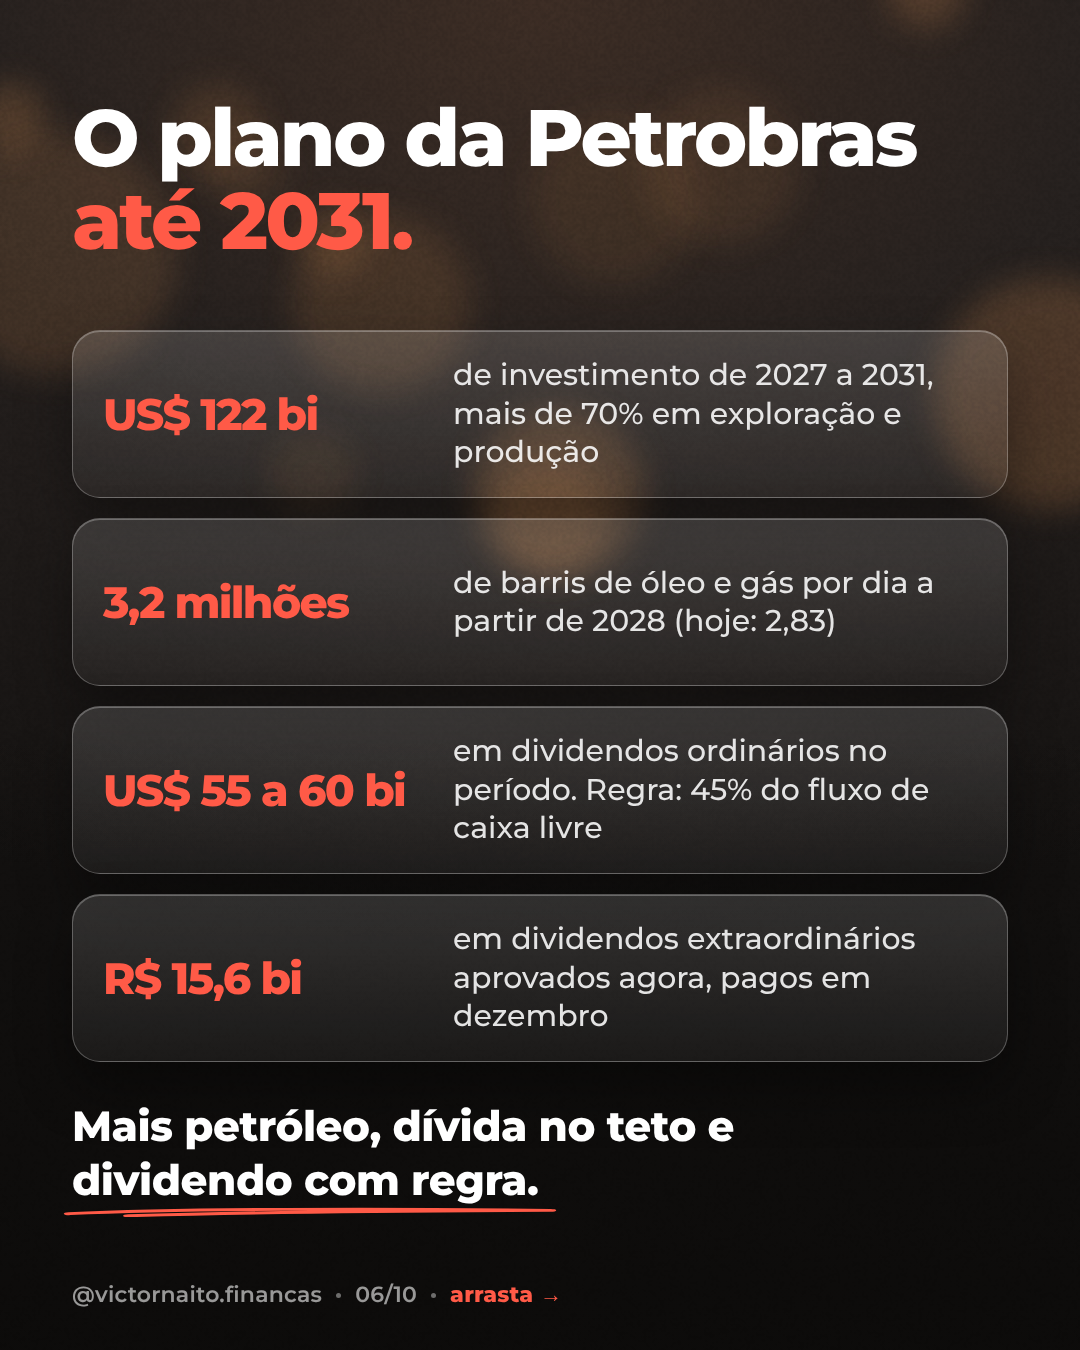 O plano da Petrobras
até 2031.
US$ 122 bi
de investimento de 2027 a 2031,
mais de 70% em exploração e
produção
3,2 milhões
de barris de óleo e gás por dia a
partir de 2028 (hoje: 2,83)
US$ 55 a 60 bi
em dividendos ordinários no
período. Regra: 45% do fluxo de
caixa livre
R$ 15,6 bi
em dividendos extraordinários
aprovados agora, pagos em
dezembro
Mais petróleo, dívida no teto e
dividendo com regra.
@victornaito.financas • 06/10 • arrasta →